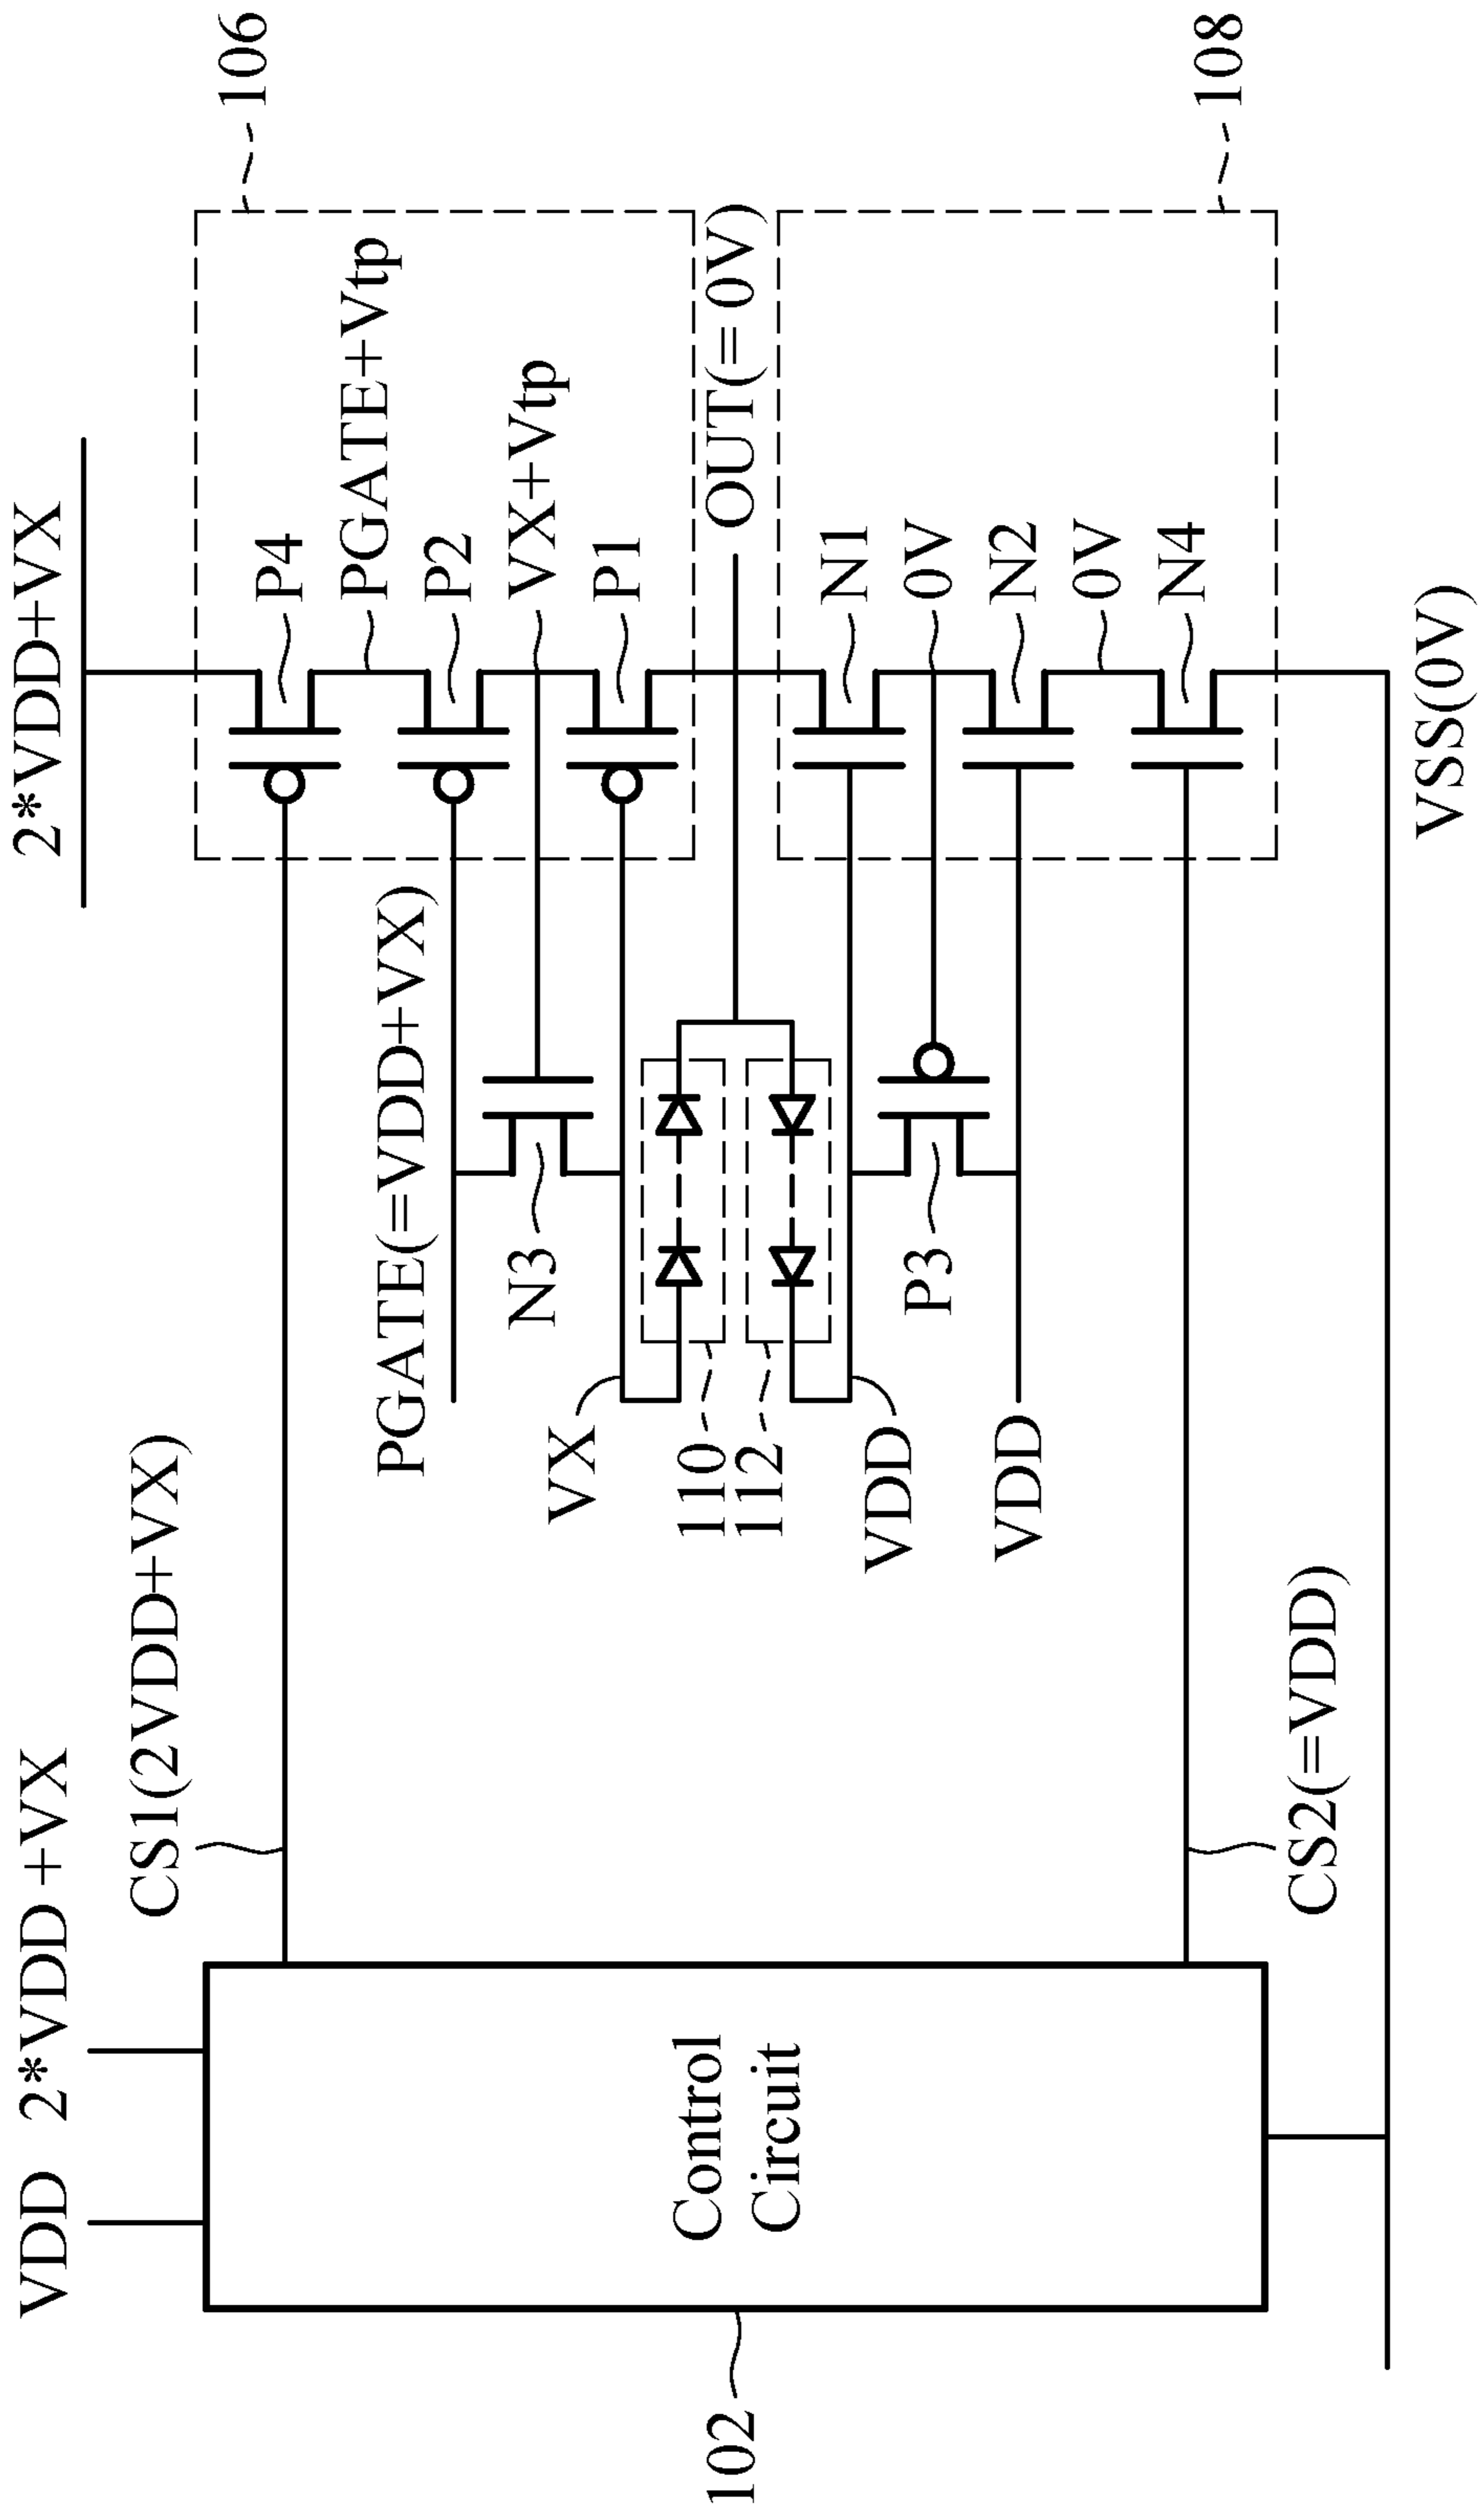 VDD
2*VDD +VX
2*VDD+VX
CS1(2VDD+VX)
106
P4
PGATE+Vtp
PGATE(=VDD+VX)
P2
VX+Vtp
N3
P1
VX
110
OUT(=0V)
102
Control
Circuit
112
VDD
N1
P3
0V
VDD
N2
0V
N4
108
CS2(=VDD)
VSS(0V)